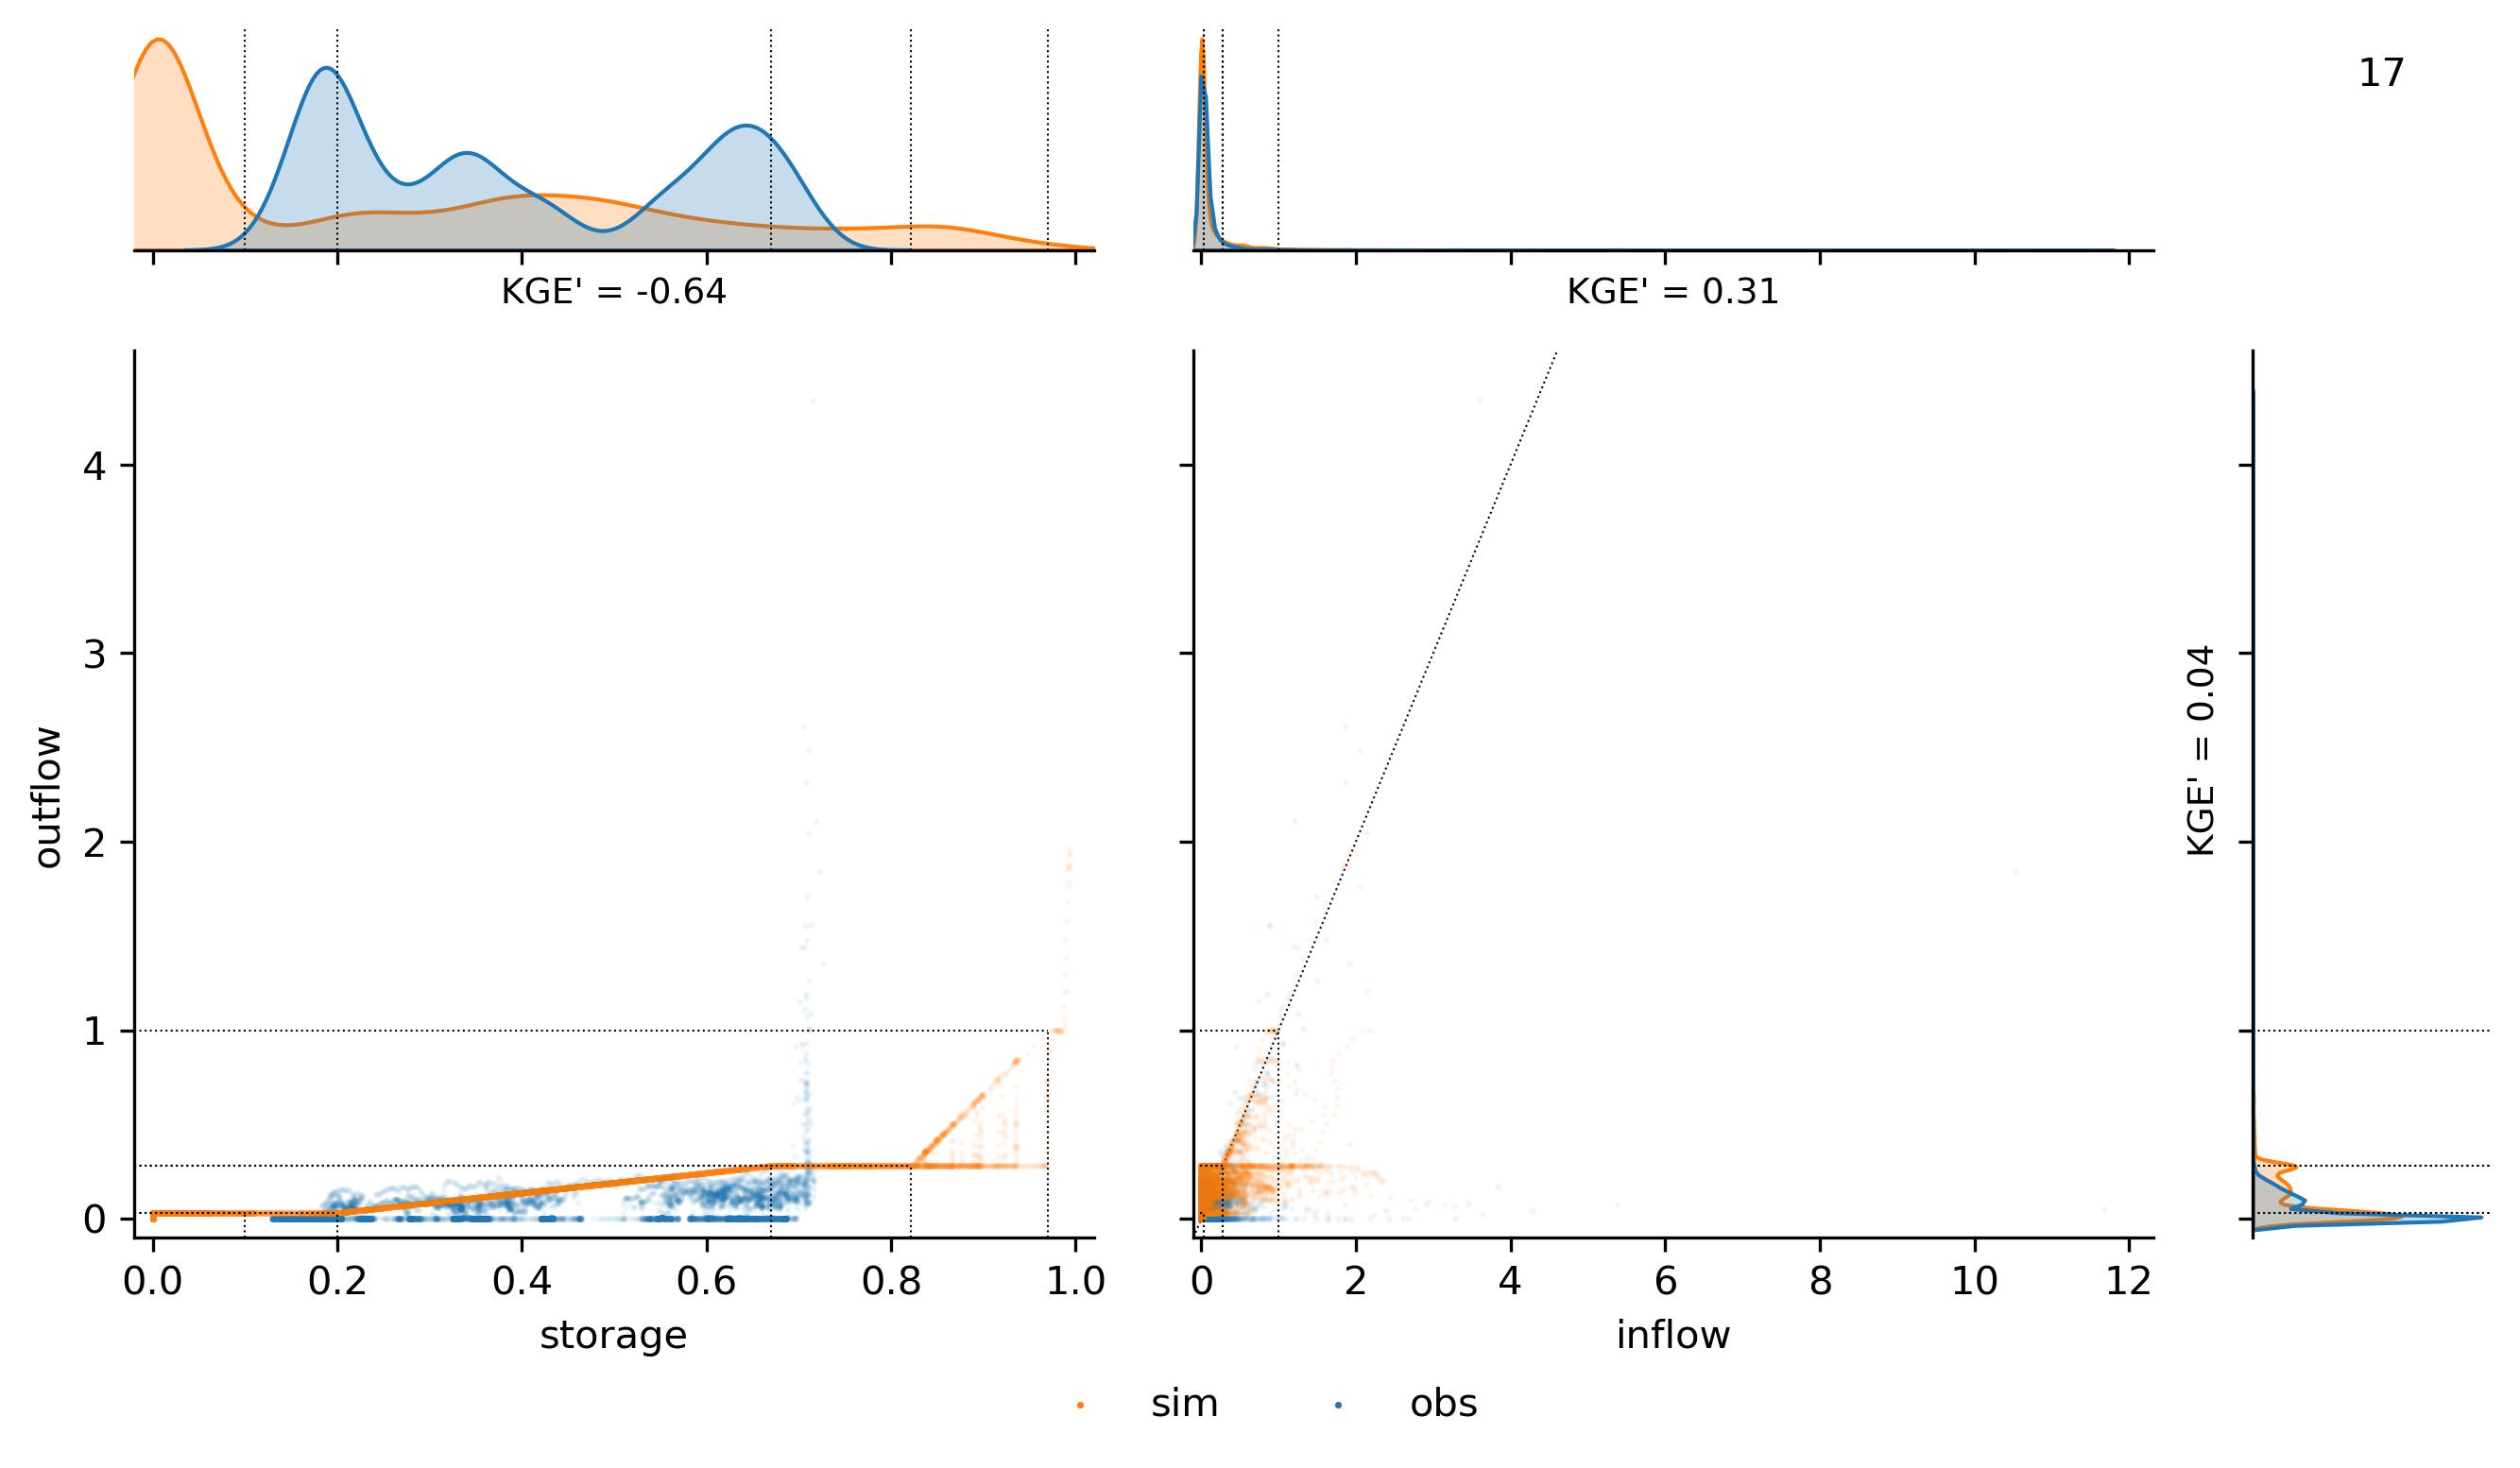 17
KGE' = -0.64
KGE' = 0.31
4
3
2
1
0
outflow
KGE' = 0.04
0.0 0.2 0.4 0.6 0.8 1.0
0 2 4 6 8 10 12
storage
inflow
sim
obs